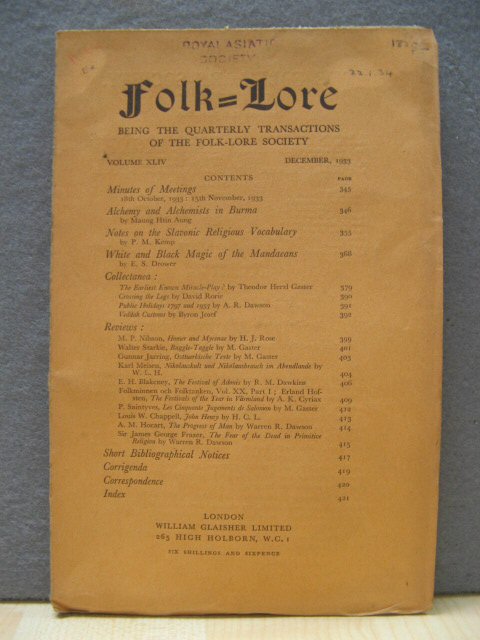 ROYAL ASIATIC
SOCIETY
22.1.34
Folk=Lore
BEING THE QUARTERLY TRANSACTIONS
OF THE FOLK-LORE SOCIETY
VOLUME XLIV DECEMBER, 1933
CONTENTS PAGE
Minutes of Meetings 345
18th October, 1933: 15th November, 1933
Alchemy and Alchemists in Burma 346
by Maung Htin Aung
Notes on the Slavonic Religious Vocabulary 355
by P. M. Kemp
White and Black Magic of the Mandaeans 368
by E. S. Drower
Collectanea:
The Earliest Known Miracle-Play? by Theodor Herzl Gaster 379
Crossing the Legs by David Rorie 390
Public Holidays 1797 and 1933 by A. R. Dawson 391
Veddah Customs by Byron Josef 392
Reviews:
M. P. Nilsson, Homer and Mycenae by H. J. Rose 399
Walter Starkie, Raggle-Taggle by M. Gaster 401
Gunnar Jarring, Ostturkische Texte by M. Gaster 403
Karl Meisen, Nikolauskult und Nikolausbrauch im Abendlande by
W. L. H. 404
E. H. Blakeney, The Festival of Adonis by R. M. Dawkins 406
Folkminnen och Folktankar, Vol. XX, Part I; Erland Hof-
sten, The Festivals of the Year in Värmland by A. K. Cyriax 409
P. Saintyves, Les Cinquante Jugements de Salomon by M. Gaster 412
Louis W. Chappell, John Henry by H. C. L. 413
A. M. Hocart, The Progress of Man by Warren R. Dawson 414
Sir James George Frazer, The Fear of the Dead in Primitive
Religion by Warren R. Dawson 415
Short Bibliographical Notices 417
Corrigenda 419
Correspondence 420
Index 421
LONDON
WILLIAM GLAISHER LIMITED
265 HIGH HOLBORN, W.C. 1
SIX SHILLINGS AND SIXPENCE